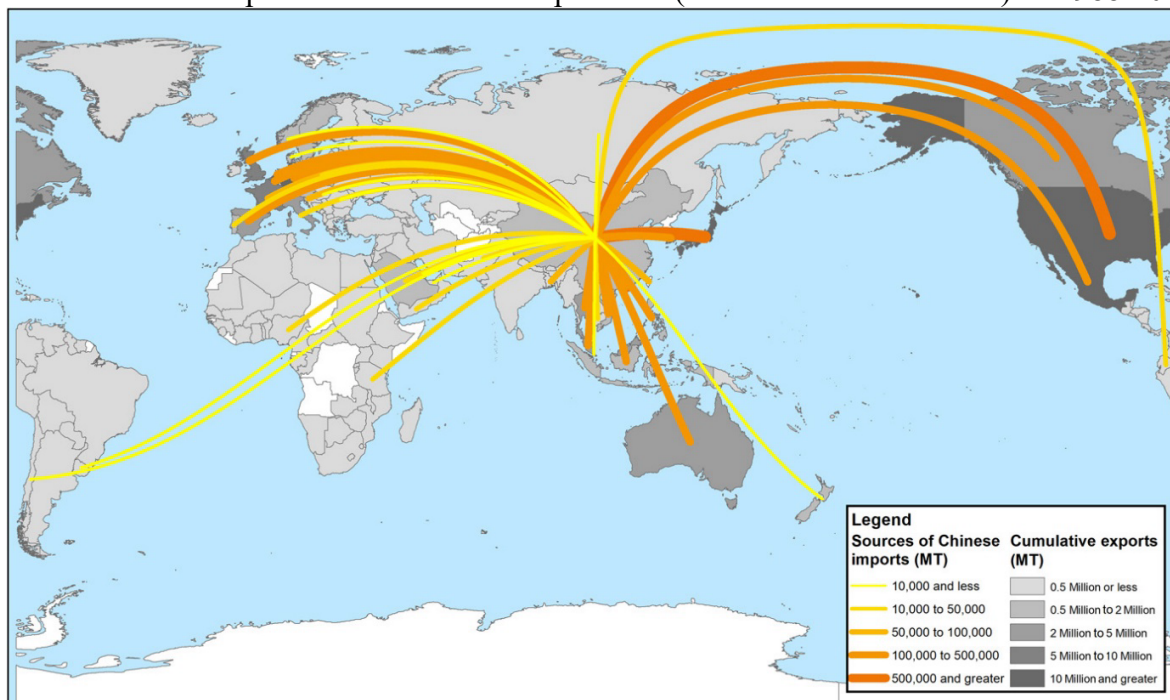 Legend
Sources of Chinese
imports (MT)
10,000 and less
10,000 to 50,000
50,000 to 100,000
100,000 to 500,000
500,000 and greater
Cumulative exports
(MT)
0.5 Million or less
0.5 Million to 2 Million
2 Million to 5 Million
5 Million to 10 Million
10 Million and greater